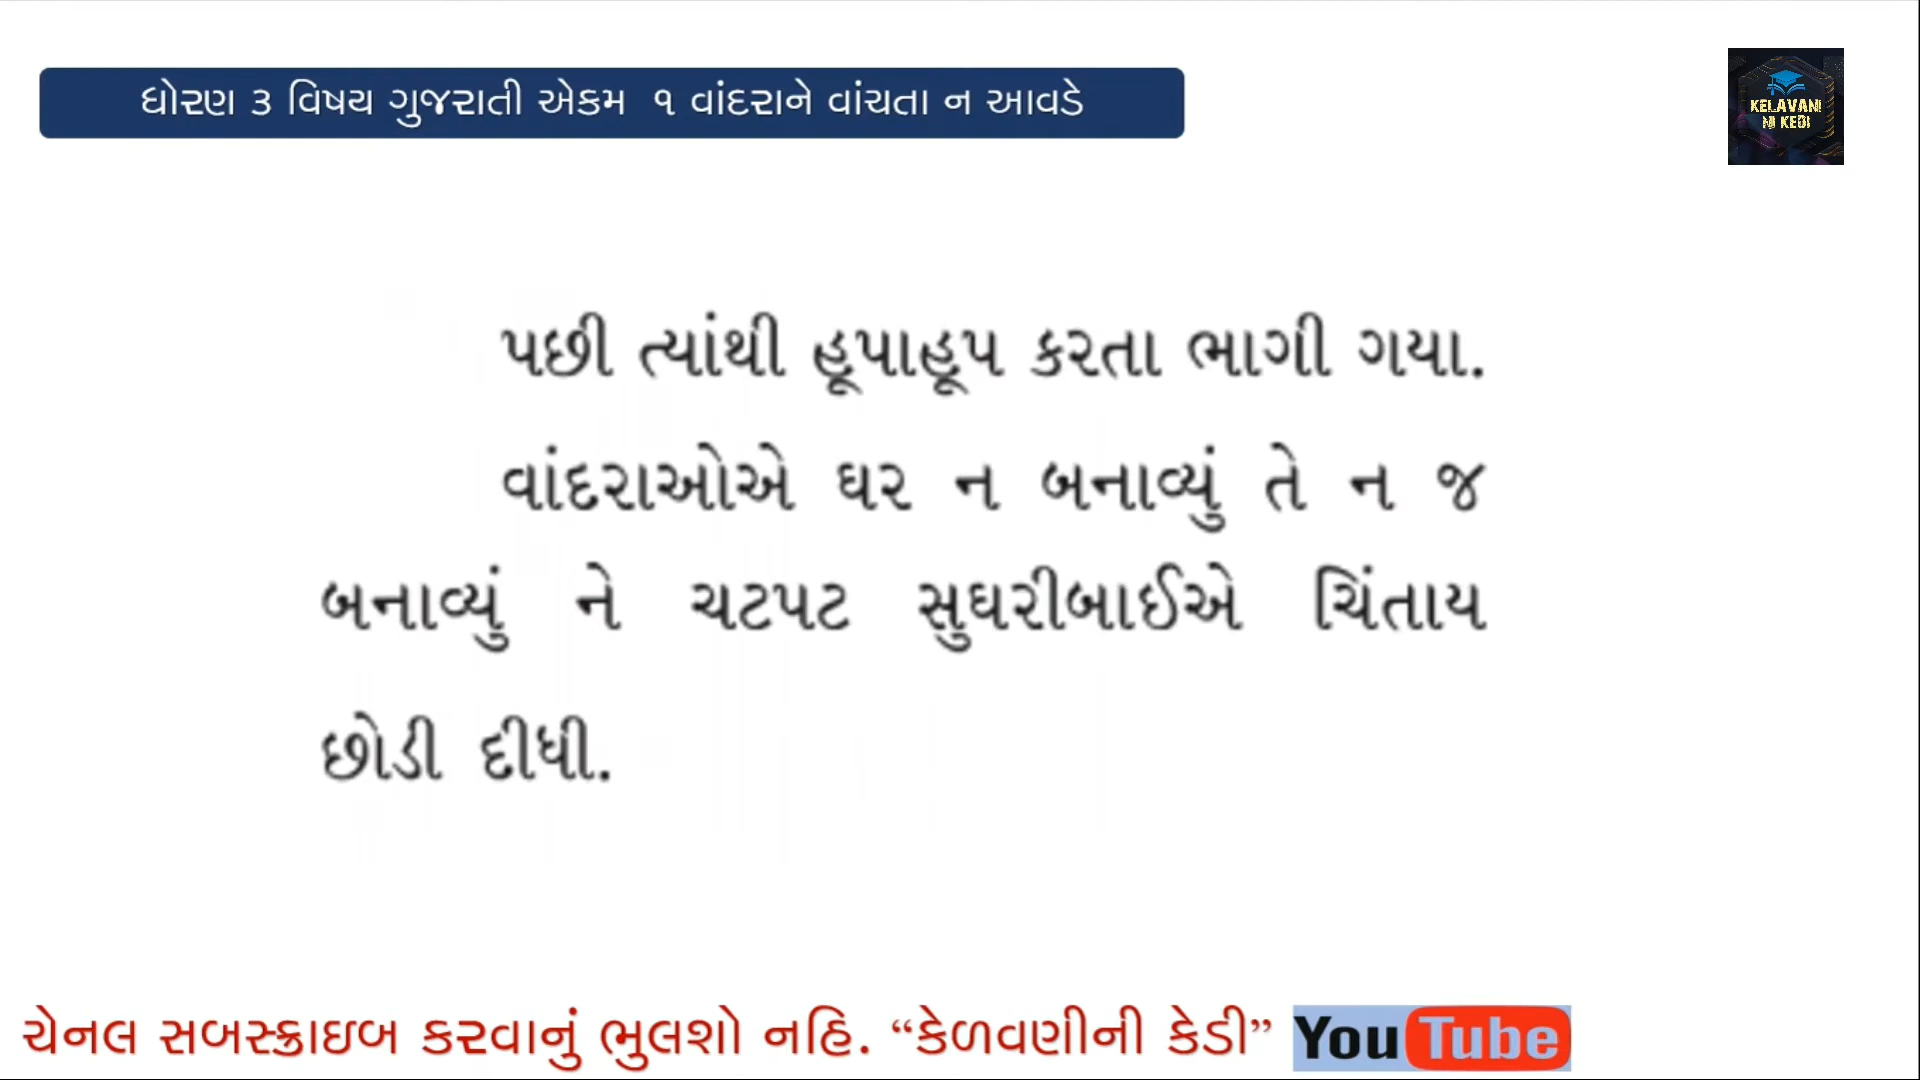 ધોરણ ૩ વિષય ગુજરાતી એકમ ૧ વાંદરાને વાંચતા ન આવડે
KELAVANI
NI KEDI
પછી ત્યાંથી હૂપાહૂપ કરતા ભાગી ગયા.
વાંદરાઓએ ઘર ન બનાવ્યું તે ન જ
બનાવ્યું ને ચટપટ સુઘરીબાઈએ ચિંતાય
છોડી દીધી.
ચેનલ સબસ્ક્રાઇબ કરવાનું ભુલશો નહિ. “કેળવણીની કેડી” YouTube